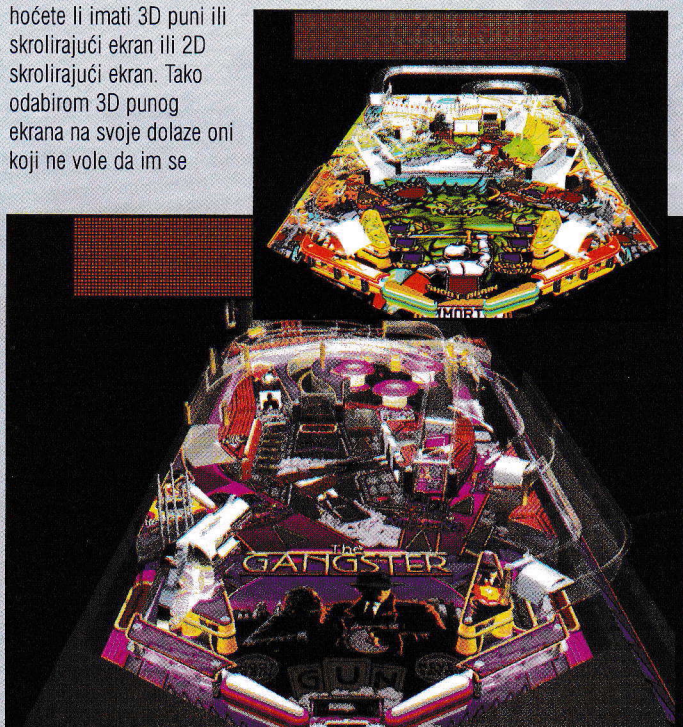 hoćete li imati 3D puni ili
skrolirajući ekran ili 2D
skrolirajući ekran. Tako
odabirom 3D punog
ekrana na svoje dolaze oni
koji ne vole da im se
The
GANGSTER
GUN